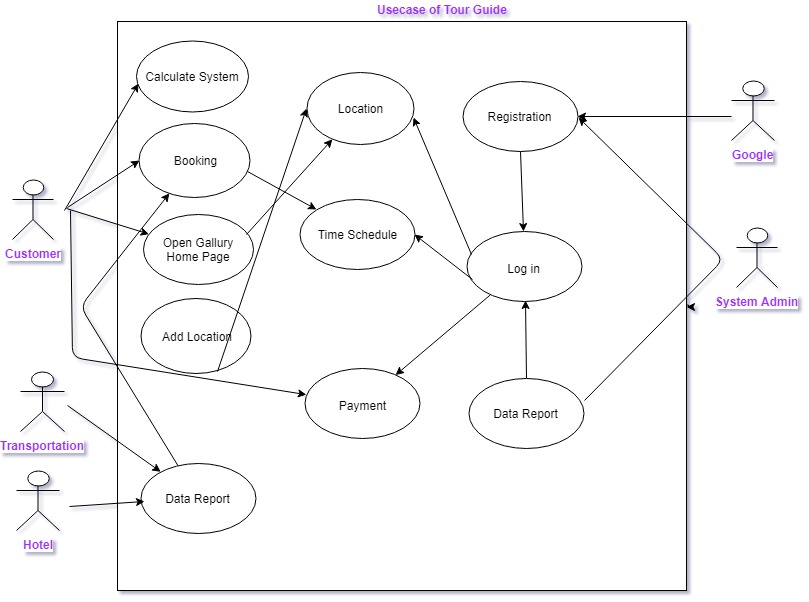 Usecase of Tour Guide
Calculate System
Location
Registration
Google
Booking
Customer
Open Gallury
Home Page
Time Schedule
Log in
System Admin
Add Location
Transportation
Payment
Data Report
Data Report
Hotel